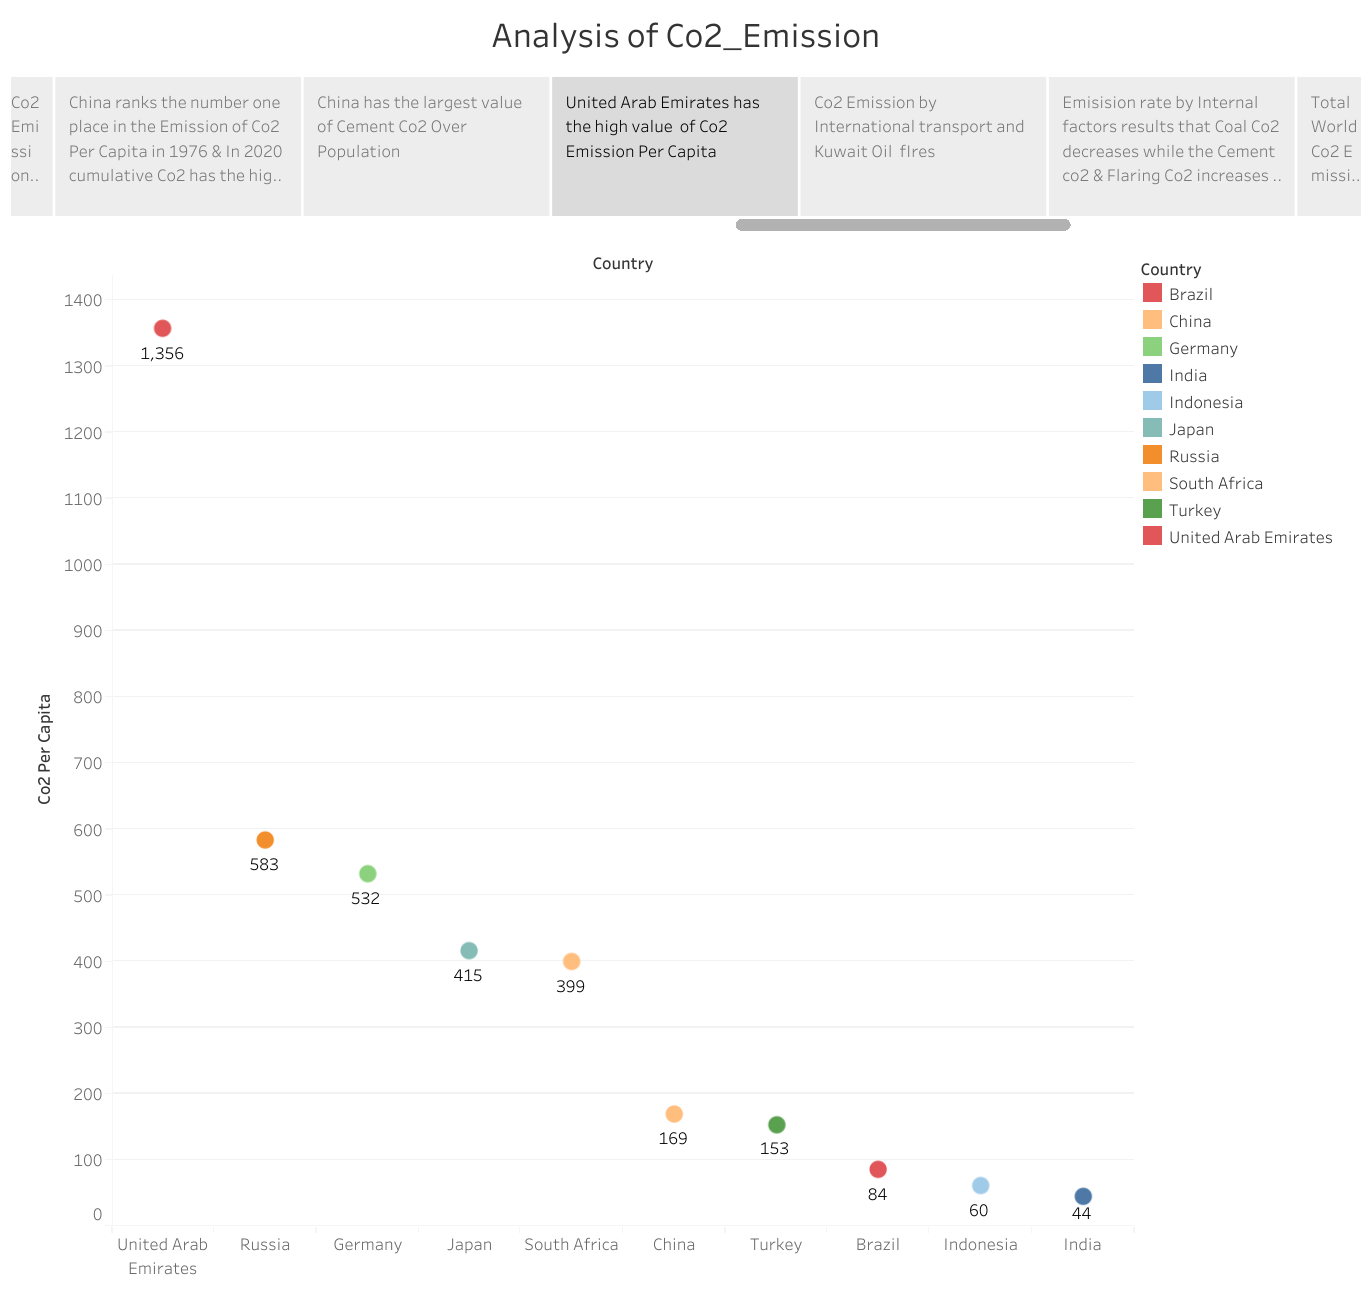 Analysis of Co2_Emission
Co2
Emi
ssi
on..
China ranks the number one
place in the Emission of Co2
Per Capita in 1976 & In 2020
cumulative Co2 has the hig..
China has the largest value
of Cement Co2 Over
Population
United Arab Emirates has
the high value  of Co2
Emission Per Capita
Co2 Emission by
International transport and
Kuwait Oil  fIres
Emisision rate by Internal
factors results that Coal Co2
decreases while the Cement
co2 & Flaring Co2 increases ..
Total
World
Co2 E
missi..
Country
1400
1300
1200
1100
1000
900
800
700
600
500
400
300
200
100
0
Co2 Per Capita
1,356
583
532
415
399
169
153
84
60
44
United Arab
Emirates
Russia
Germany
Japan
South Africa
China
Turkey
Brazil
Indonesia
India
Country
Brazil
China
Germany
India
Indonesia
Japan
Russia
South Africa
Turkey
United Arab Emirates